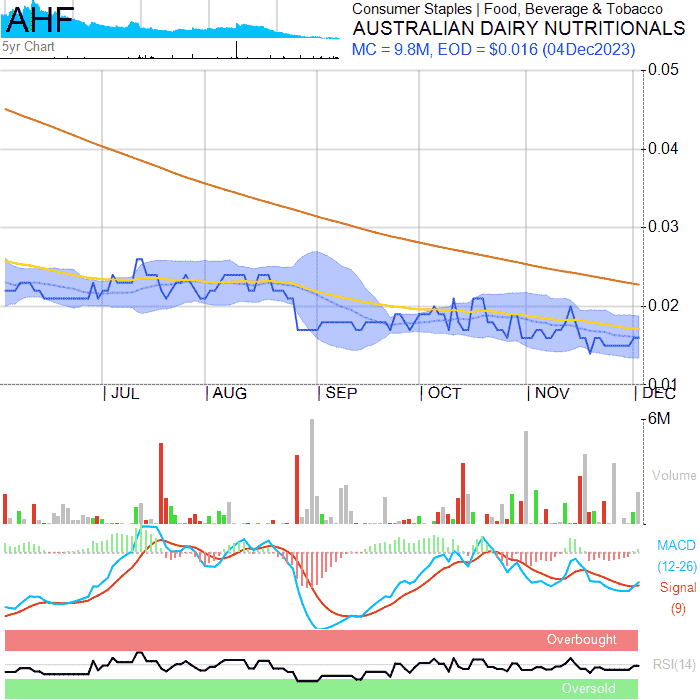 AHF
5yr Chart
Consumer Staples | Food, Beverage & Tobacco
AUSTRALIAN DAIRY NUTRITIONALS
MC = 9.8M, EOD = $0.016 (04Dec2023)
0.05
0.04
0.03
0.02
0.01
JUL
AUG
SEP
OCT
NOV
DEC
6M
Volume
MACD
(12-26)
Signal
(9)
Overbought
RSI(14)
Oversold